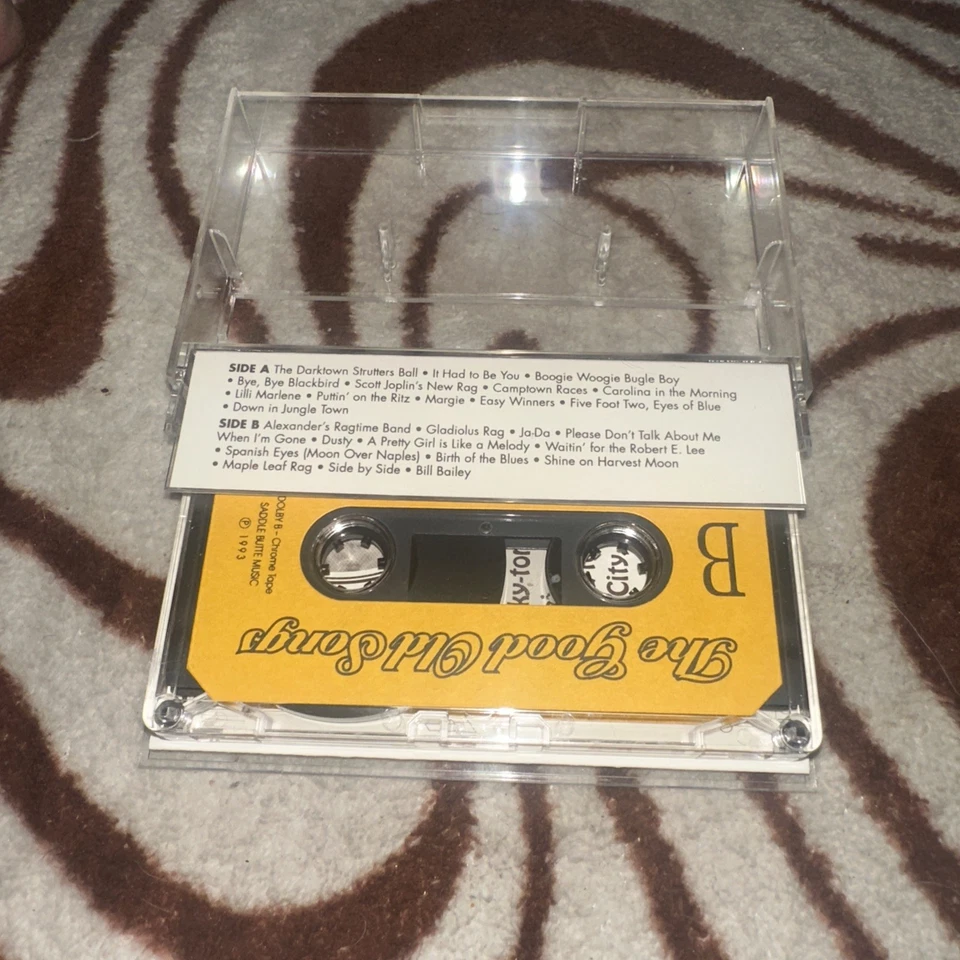 SIDE A The Darktown Strutters Ball • It Had to Be You • Boogie Woogie Bugle Boy
• Bye, Bye Blackbird • Scott Joplin's New Rag • Camptown Races • Carolina in the Morning
• Lilli Marlene • Puttin' on the Ritz • Margie • Easy Winners • Five Foot Two, Eyes of Blue
• Down in Jungle Town
SIDE B Alexander's Ragtime Band • Gladiolus Rag • Ja-Da • Please Don't Talk About Me
When I'm Gone • Dusty • A Pretty Girl is Like a Melody • Waitin' for the Robert E. Lee
• Spanish Eyes (Moon Over Naples) • Birth of the Blues • Shine on Harvest Moon
• Maple Leaf Rag • Side by Side • Bill Bailey
DOLBY B – Chrome Tape
SADDLE BUTTE MUSIC
℗ 1993
B
ky-ton
city
The Good Old Songs